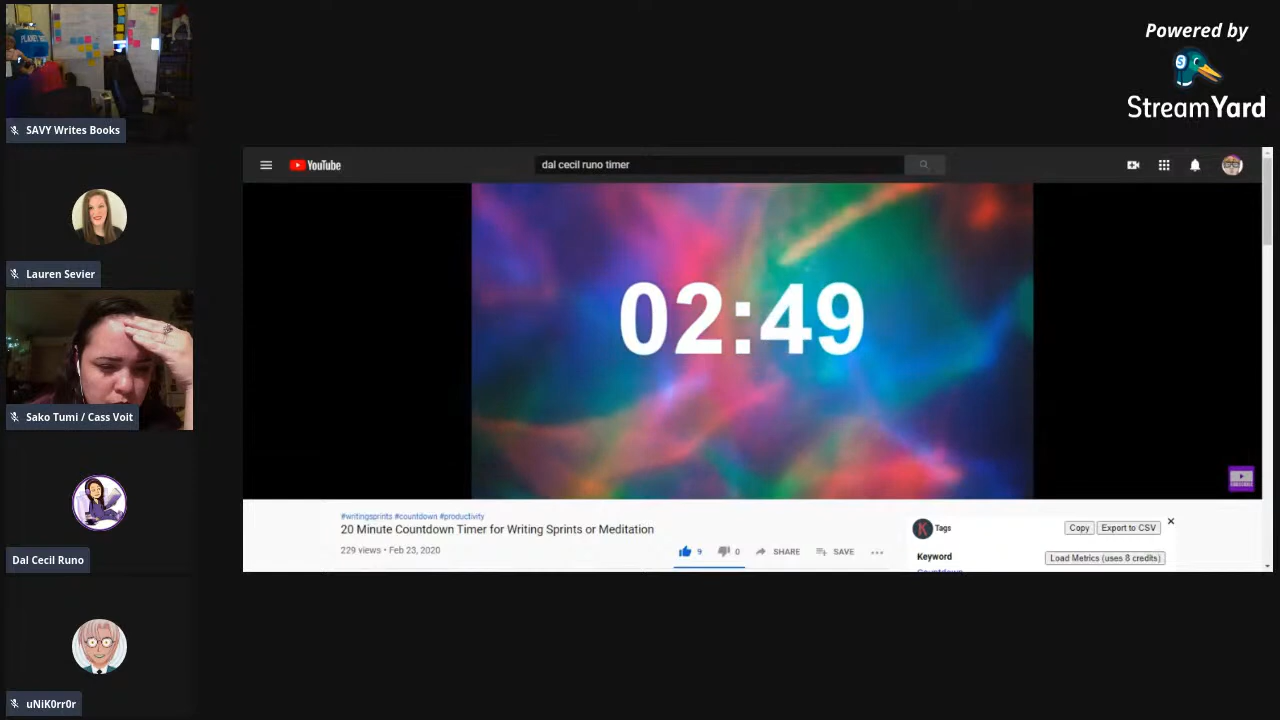 Powered by
StreamYard
SAVY Writes Books
Lauren Sevier
Sako Tumi / Cass Voit
Dal Cecil Runo
uNiK0rr0r
YouTube
dal cecil runo timer
02:49
#writingsprints #countdown #productivity
20 Minute Countdown Timer for Writing Sprints or Meditation
229 views • Feb 23, 2020
9
0
SHARE
SAVE
Tags
Copy
Export to CSV
Keyword
Load Metrics (uses 8 credits)
Countdown